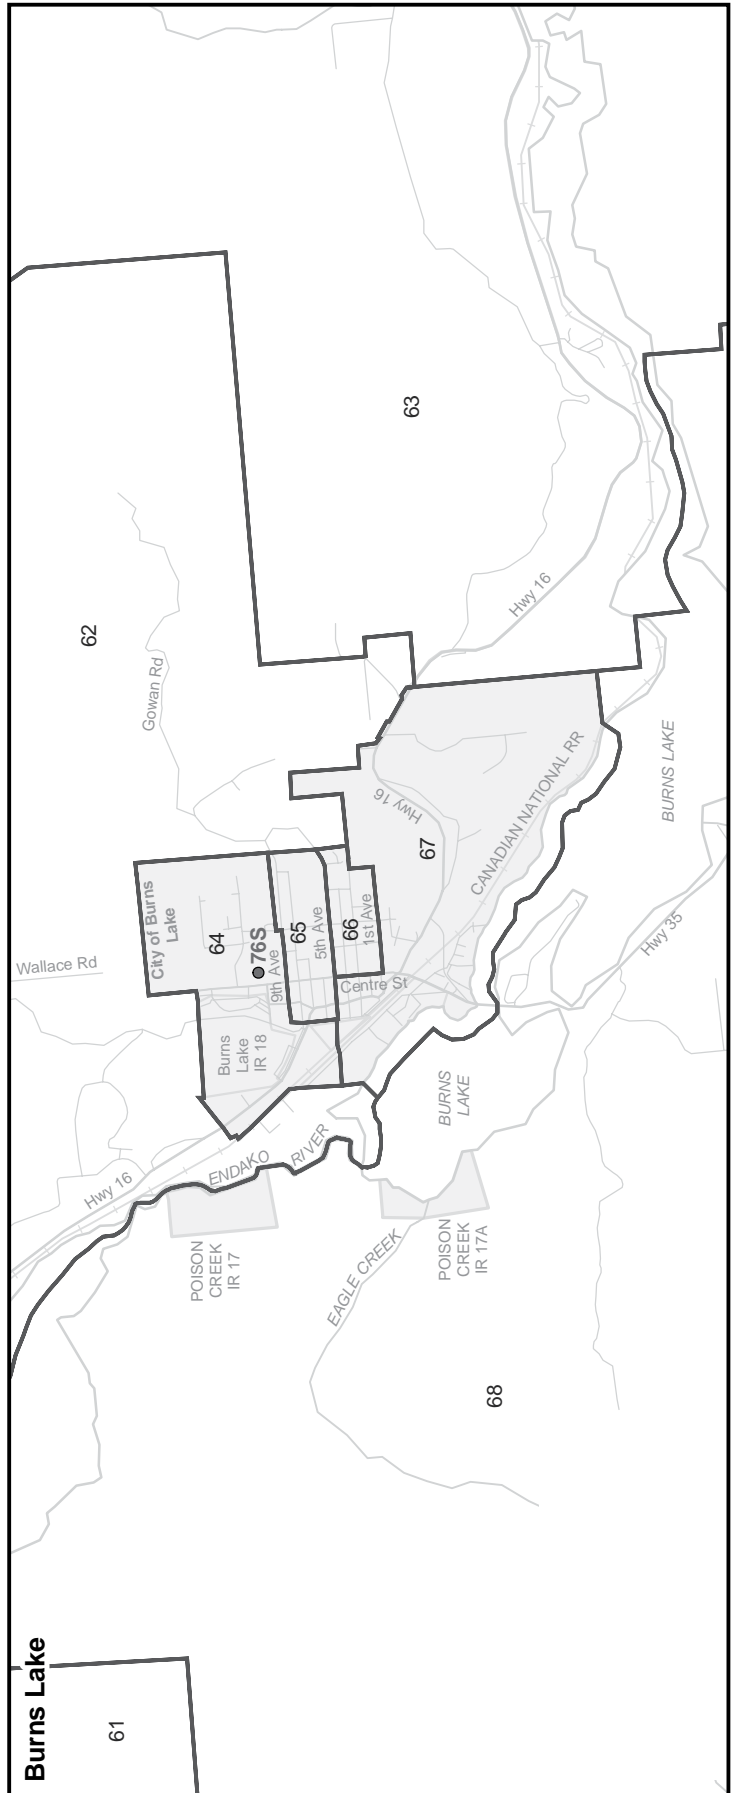 Burns Lake
61
62
63
Gowan Rd
Wallace Rd
City of Burns
Lake
64
76S
65
66
67
9th Ave
5th Ave
1st Ave
Centre St
Burns
Lake
IR 18
Hwy 16
Hwy 16
Hwy 16
CANADIAN NATIONAL RR
BURNS LAKE
Hwy 35
BURNS
LAKE
ENDAKO
RIVER
POISON
CREEK
IR 17
EAGLE CREEK
POISON
CREEK
IR 17A
68